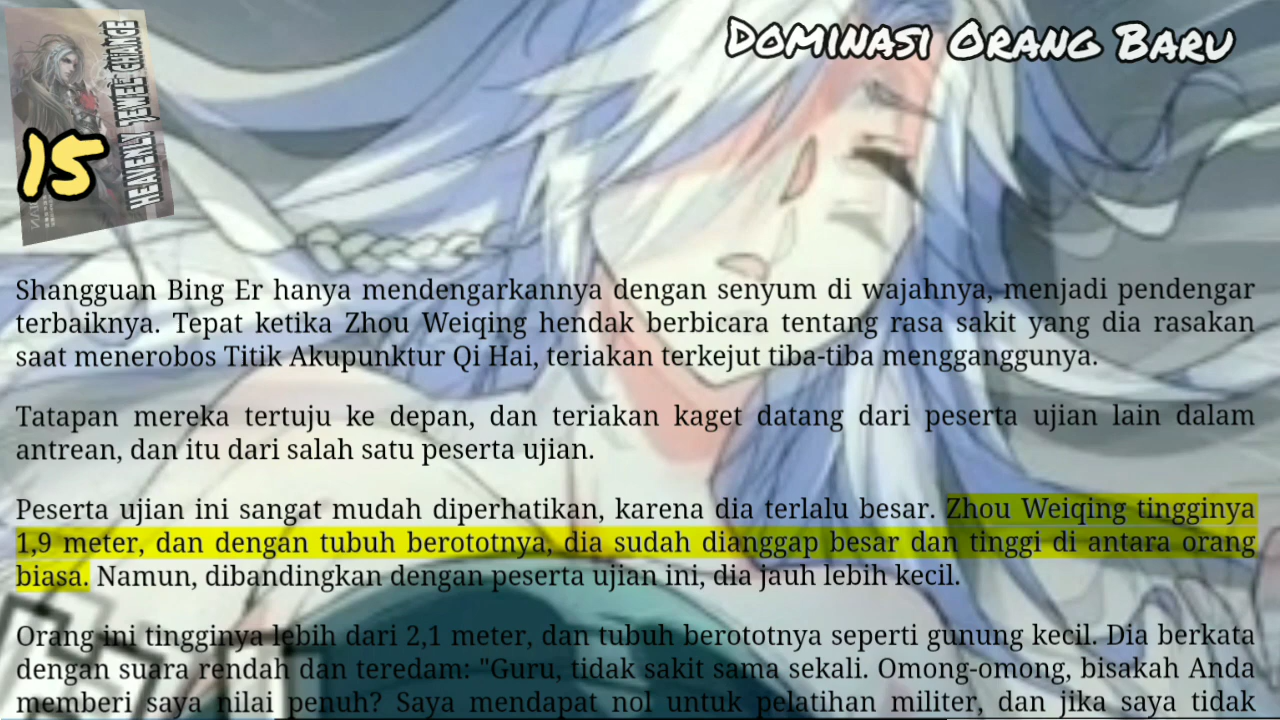 Dominasi Orang Baru
HEAVENLY JEWEL CHANGE
15
Shangguan Bing Er hanya mendengarkannya dengan senyum di wajahnya, menjadi pendengar
terbaiknya. Tepat ketika Zhou Weiqing hendak berbicara tentang rasa sakit yang dia rasakan
saat menerobos Titik Akupunktur Qi Hai, teriakan terkejut tiba-tiba mengganggunya.
Tatapan mereka tertuju ke depan, dan teriakan kaget datang dari peserta ujian lain dalam
antrean, dan itu dari salah satu peserta ujian.
Peserta ujian ini sangat mudah diperhatikan, karena dia terlalu besar. Zhou Weiqing tingginya
1,9 meter, dan dengan tubuh berototnya, dia sudah dianggap besar dan tinggi di antara orang
biasa. Namun, dibandingkan dengan peserta ujian ini, dia jauh lebih kecil.
Orang ini tingginya lebih dari 2,1 meter, dan tubuh berototnya seperti gunung kecil. Dia berkata
dengan suara rendah dan teredam: "Guru, tidak sakit sama sekali. Omong-omong, bisakah Anda
memberi saya nilai penuh? Saya mendapat nol untuk pelatihan militer, dan jika saya tidak